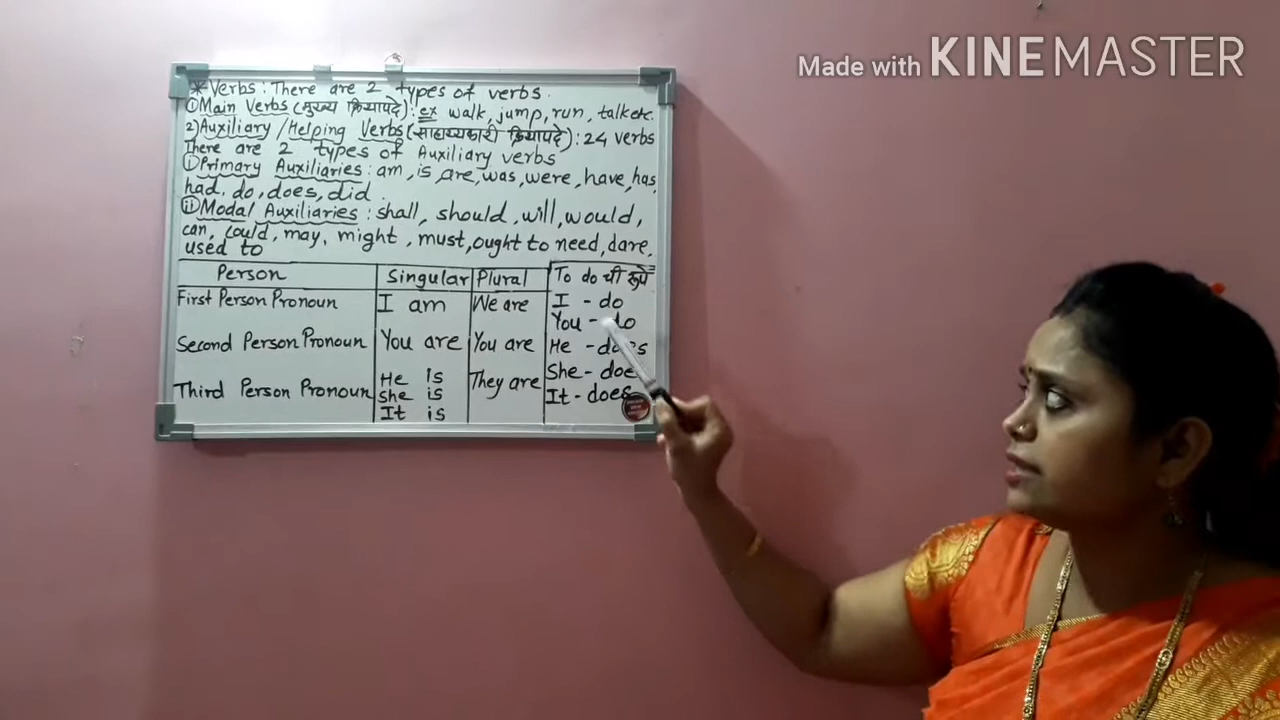 Made with KINEMASTER
* Verbs : There are 2 types of verbs.
① Main Verbs (मुख्य क्रियापदे) : ex walk, jump, run, talk etc.
2) Auxiliary / Helping Verbs (साहाय्यकारी क्रियापदे) : 24 verbs
There are 2 types of Auxiliary verbs
ⓘ Primary Auxiliaries : am, is, are, was, were, have, has,
had, do, does, did.
ⓘⓘ Modal Auxiliaries : shall, should, will, would,
can, could, may, might, must, ought to need, dare,
used to
Person Singular Plural To do ची रूपे
First Person Pronoun I am We are I - do
You - do
Second Person Pronoun You are You are He - does
Third Person Pronoun He is They are She - does
She is It - does
It is